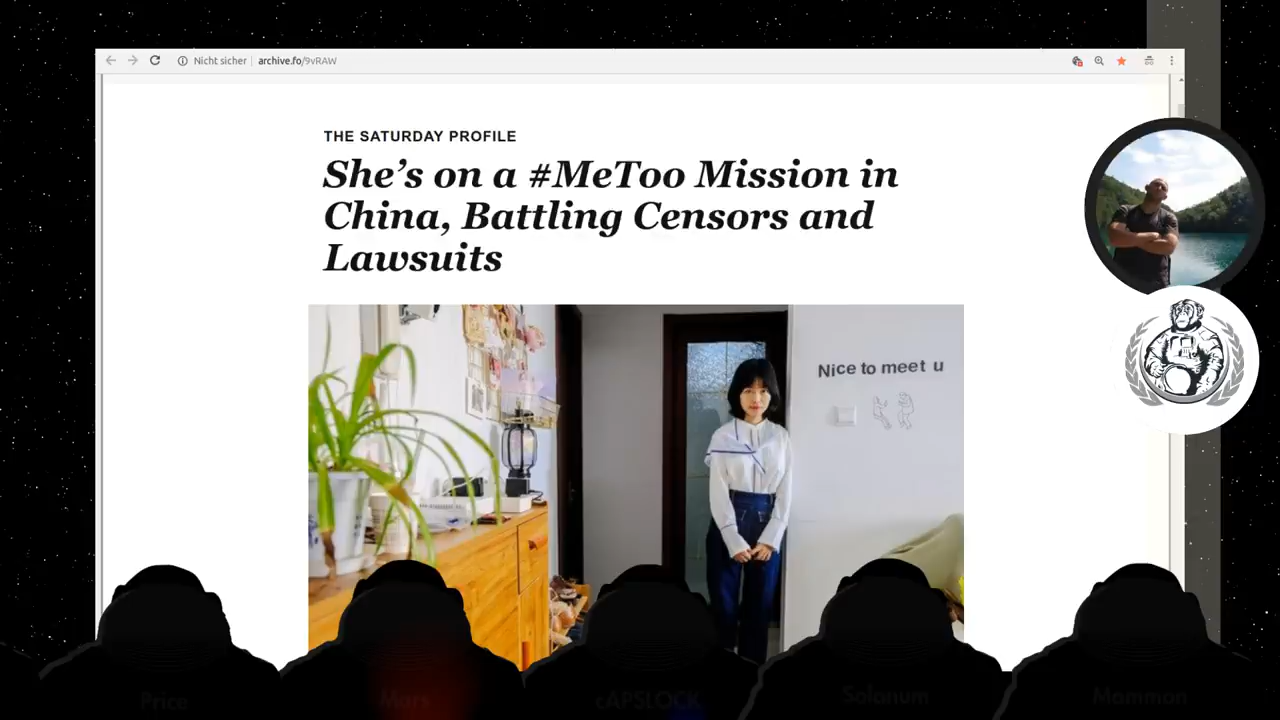 Nicht sicher archive.fo/9vRAW
THE SATURDAY PROFILE
She's on a #MeToo Mission in
China, Battling Censors and
Lawsuits
Nice to meet u
Price
Mars
cAPSLOCK
Solanum
Mammon